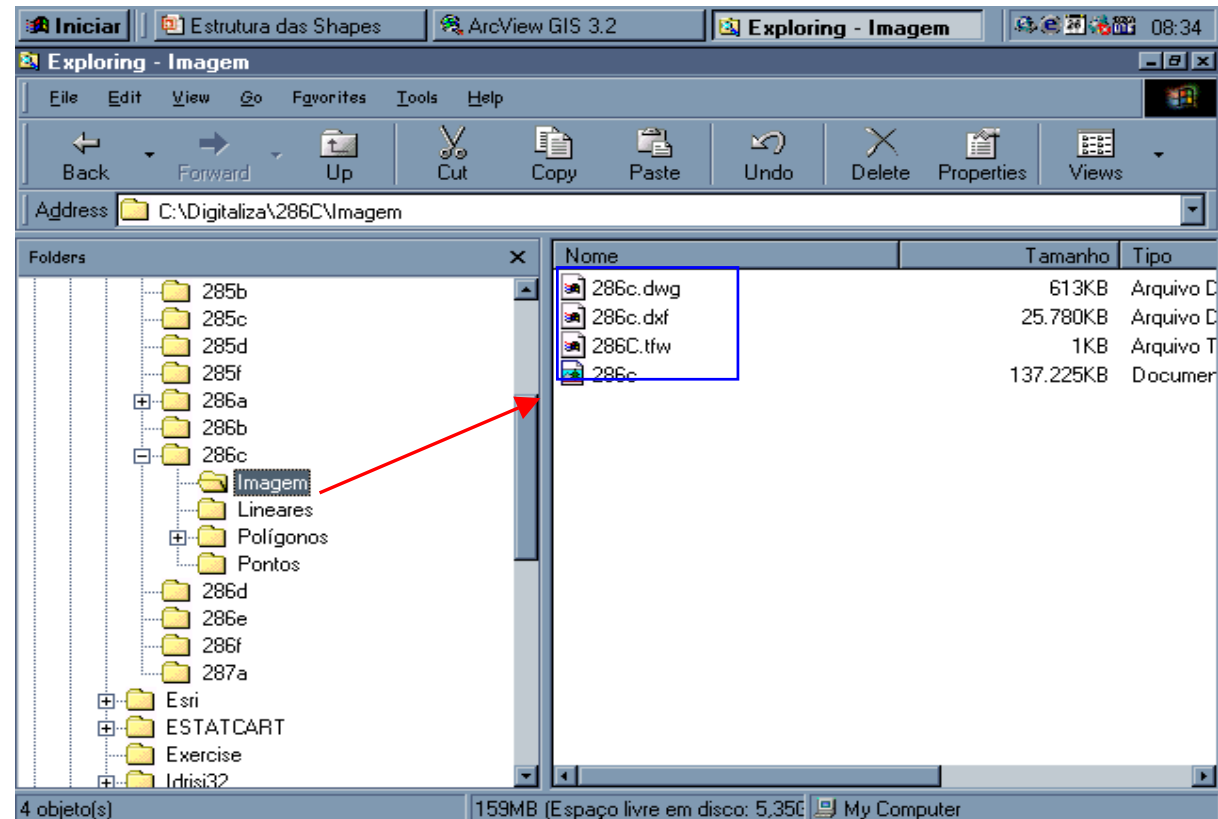 Iniciar Estrutura das Shapes ArcView GIS 3.2 Exploring - Imagem 08:34
Exploring - Imagem
File Edit View Go Favorites Tools Help
Back Forward Up Cut Copy Paste Undo Delete Properties Views
Address C:\Digitaliza\286C\Imagem
Folders
285b
285c
285d
285f
286a
286b
286c
Imagem
Lineares
Polígonos
Pontos
286d
286e
286f
287a
Esri
ESTATCART
Exercise
Idrisi32
Nome Tamanho Tipo
286c.dwg 613KB Arquivo D
286c.dxf 25.780KB Arquivo D
286C.tfw 1KB Arquivo T
286c 137.225KB Documen
4 objeto(s) 159MB (Espaço livre em disco: 5,35G My Computer